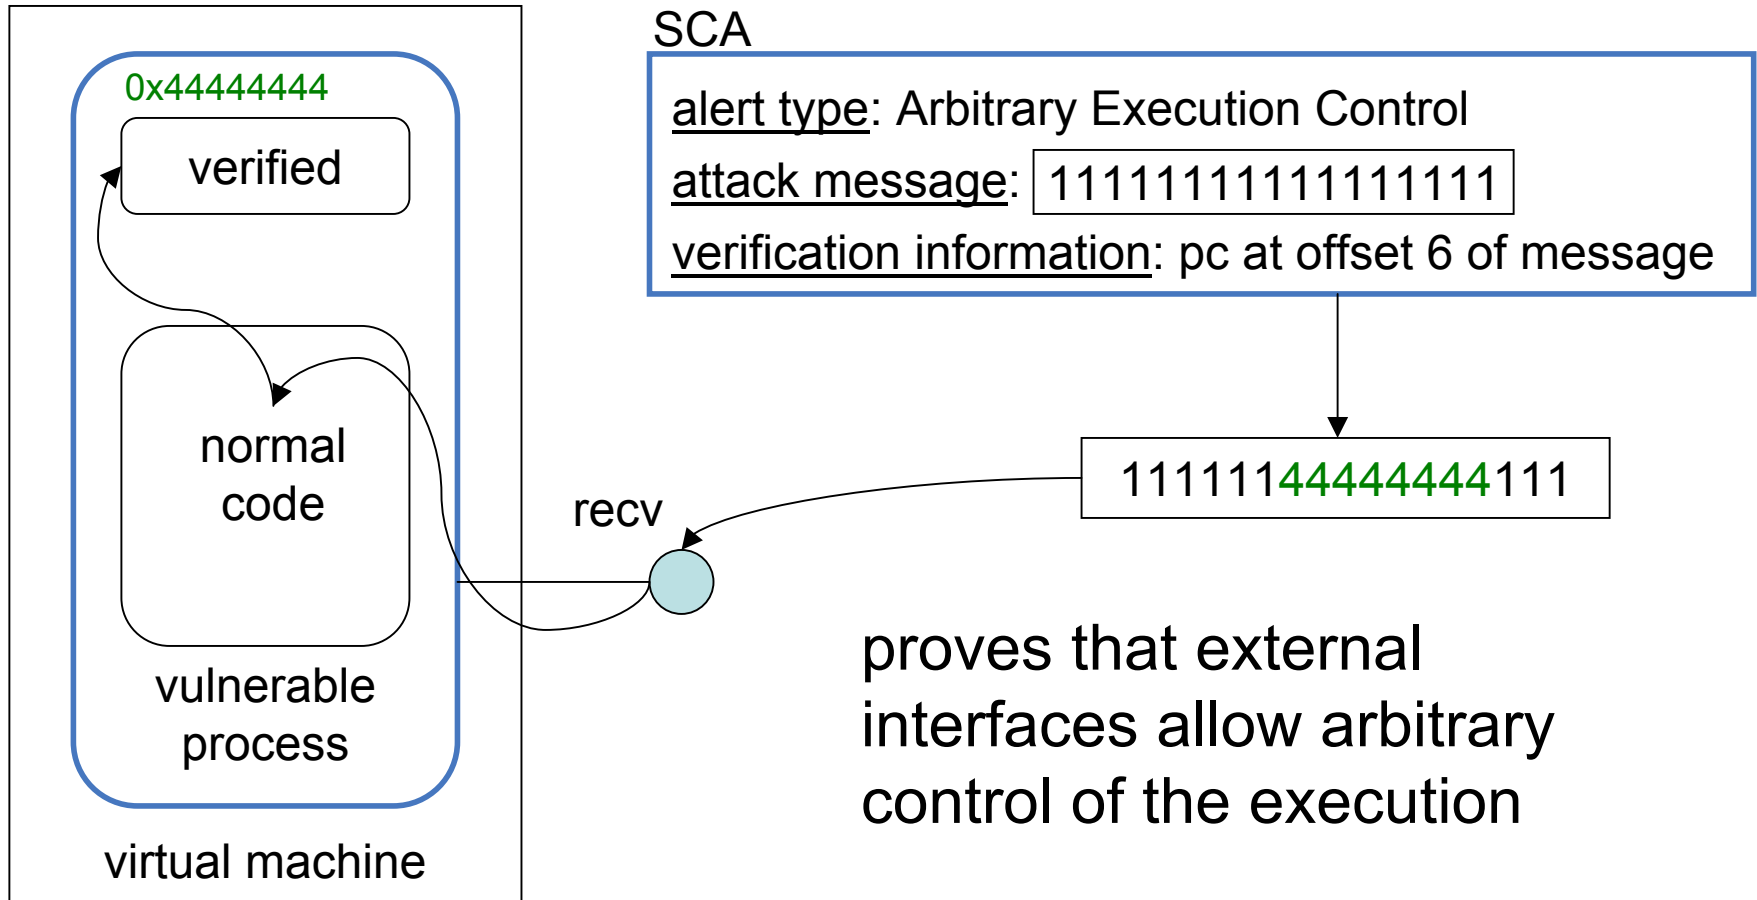 SCA
0x44444444
verified
normal
code
vulnerable
process
virtual machine
alert type: Arbitrary Execution Control
attack message: 11111111111111111
verification information: pc at offset 6 of message
11111144444444111
recv
proves that external
interfaces allow arbitrary
control of the execution